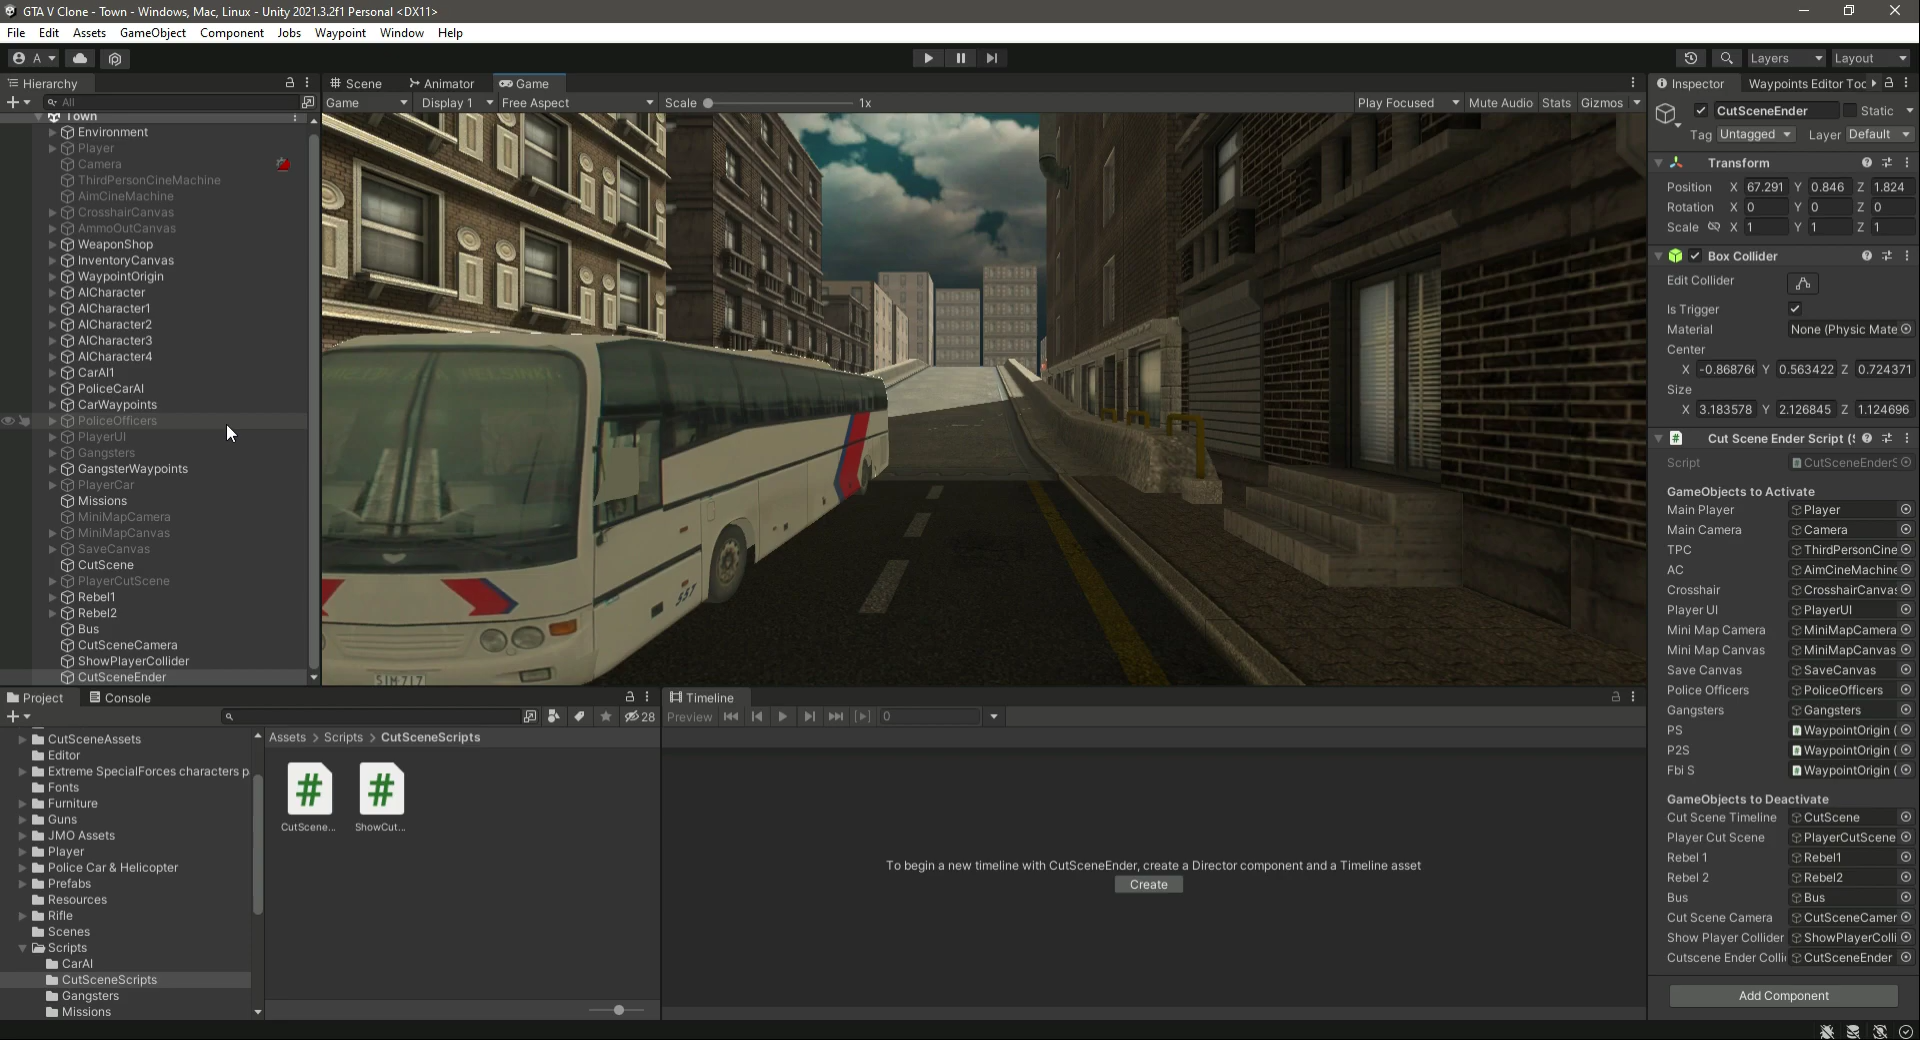 GTA V Clone - Town - Windows, Mac, Linux - Unity 2021.3.2f1 Personal <DX11>
File Edit Assets GameObject Component Jobs Waypoint Window Help
A Layers Layout
Hierarchy
All
Town
Environment
Player
Camera
ThirdPersonCineMachine
AimCineMachine
CrosshairCanvas
AmmoOutCanvas
WeaponShop
InventoryCanvas
WaypointOrigin
AICharacter
AICharacter1
AICharacter2
AICharacter3
AICharacter4
CarAI1
PoliceCarAI
CarWaypoints
PoliceOfficers
PlayerUI
Gangsters
GangsterWaypoints
PlayerCar
Missions
MiniMapCamera
MiniMapCanvas
SaveCanvas
CutScene
PlayerCutScene
Rebel1
Rebel2
Bus
CutSceneCamera
ShowPlayerCollider
CutSceneEnder
Scene Animator Game
Game Display 1 Free Aspect Scale 1x Play Focused Mute Audio Stats Gizmos
557
SIH-717
Inspector Waypoints Editor Toc
CutSceneEnder Static
Tag Untagged Layer Default
Transform
Position X 67.291 Y 0.846 Z 1.824
Rotation X 0 Y 0 Z 0
Scale X 1 Y 1 Z 1
Box Collider
Edit Collider
Is Trigger
Material None (Physic Mate
Center
X -0.86876 Y 0.563422 Z 0.724371
Size
X 3.183578 Y 2.126845 Z 1.124696
Cut Scene Ender Script (
Script CutSceneEnderS
GameObjects to Activate
Main Player Player
Main Camera Camera
TPC ThirdPersonCine
AC AimCineMachine
Crosshair CrosshairCanvas
Player UI PlayerUI
Mini Map Camera MiniMapCamera
Mini Map Canvas MiniMapCanvas
Save Canvas SaveCanvas
Police Officers PoliceOfficers
Gangsters Gangsters
PS WaypointOrigin (
P2S WaypointOrigin (
Fbi S WaypointOrigin (
GameObjects to Deactivate
Cut Scene Timeline CutScene
Player Cut Scene PlayerCutScene
Rebel 1 Rebel1
Rebel 2 Rebel2
Bus Bus
Cut Scene Camera CutSceneCamer
Show Player Collider ShowPlayerColli
Cutscene Ender Colli CutSceneEnder
Add Component
Project Console
28
CutSceneAssets
Editor
Extreme SpecialForces characters p
Fonts
Furniture
Guns
JMO Assets
Player
Police Car & Helicopter
Prefabs
Resources
Rifle
Scenes
Scripts
CarAI
CutSceneScripts
Gangsters
Missions
Assets > Scripts > CutSceneScripts
CutScene... ShowCut...
Timeline
Preview 0
To begin a new timeline with CutSceneEnder, create a Director component and a Timeline asset
Create